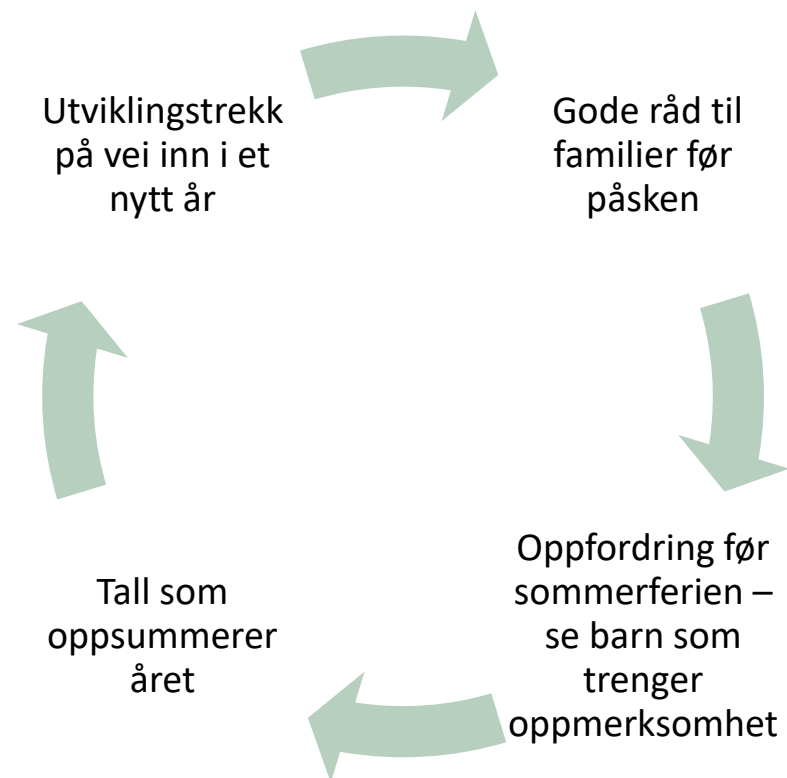 Utviklingstrekk
på vei inn i et
nytt år
Gode råd til
familier før
påsken
Oppfordring før
sommerferien –
se barn som
trenger
oppmerksomhet
Tall som
oppsummerer
året